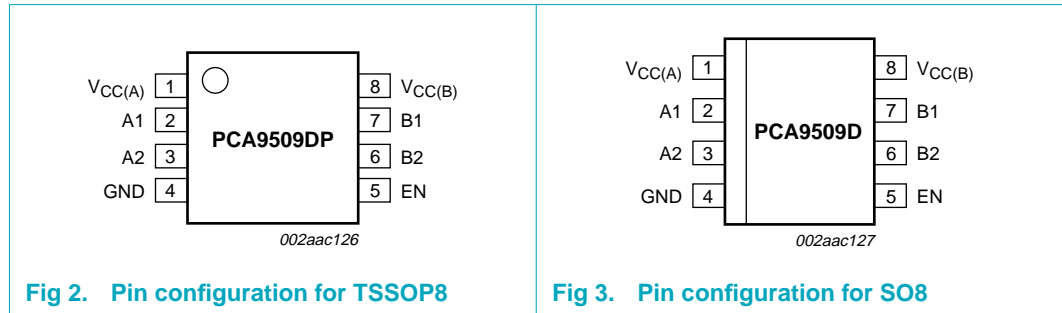 VCC(A) 1 8 VCC(B)
A1 2 7 B1
PCA9509DP
A2 3 6 B2
GND 4 5 EN
002aac126
Fig 2. Pin configuration for TSSOP8
VCC(A) 1 8 VCC(B)
A1 2 7 B1
PCA9509D
A2 3 6 B2
GND 4 5 EN
002aac127
Fig 3. Pin configuration for SO8